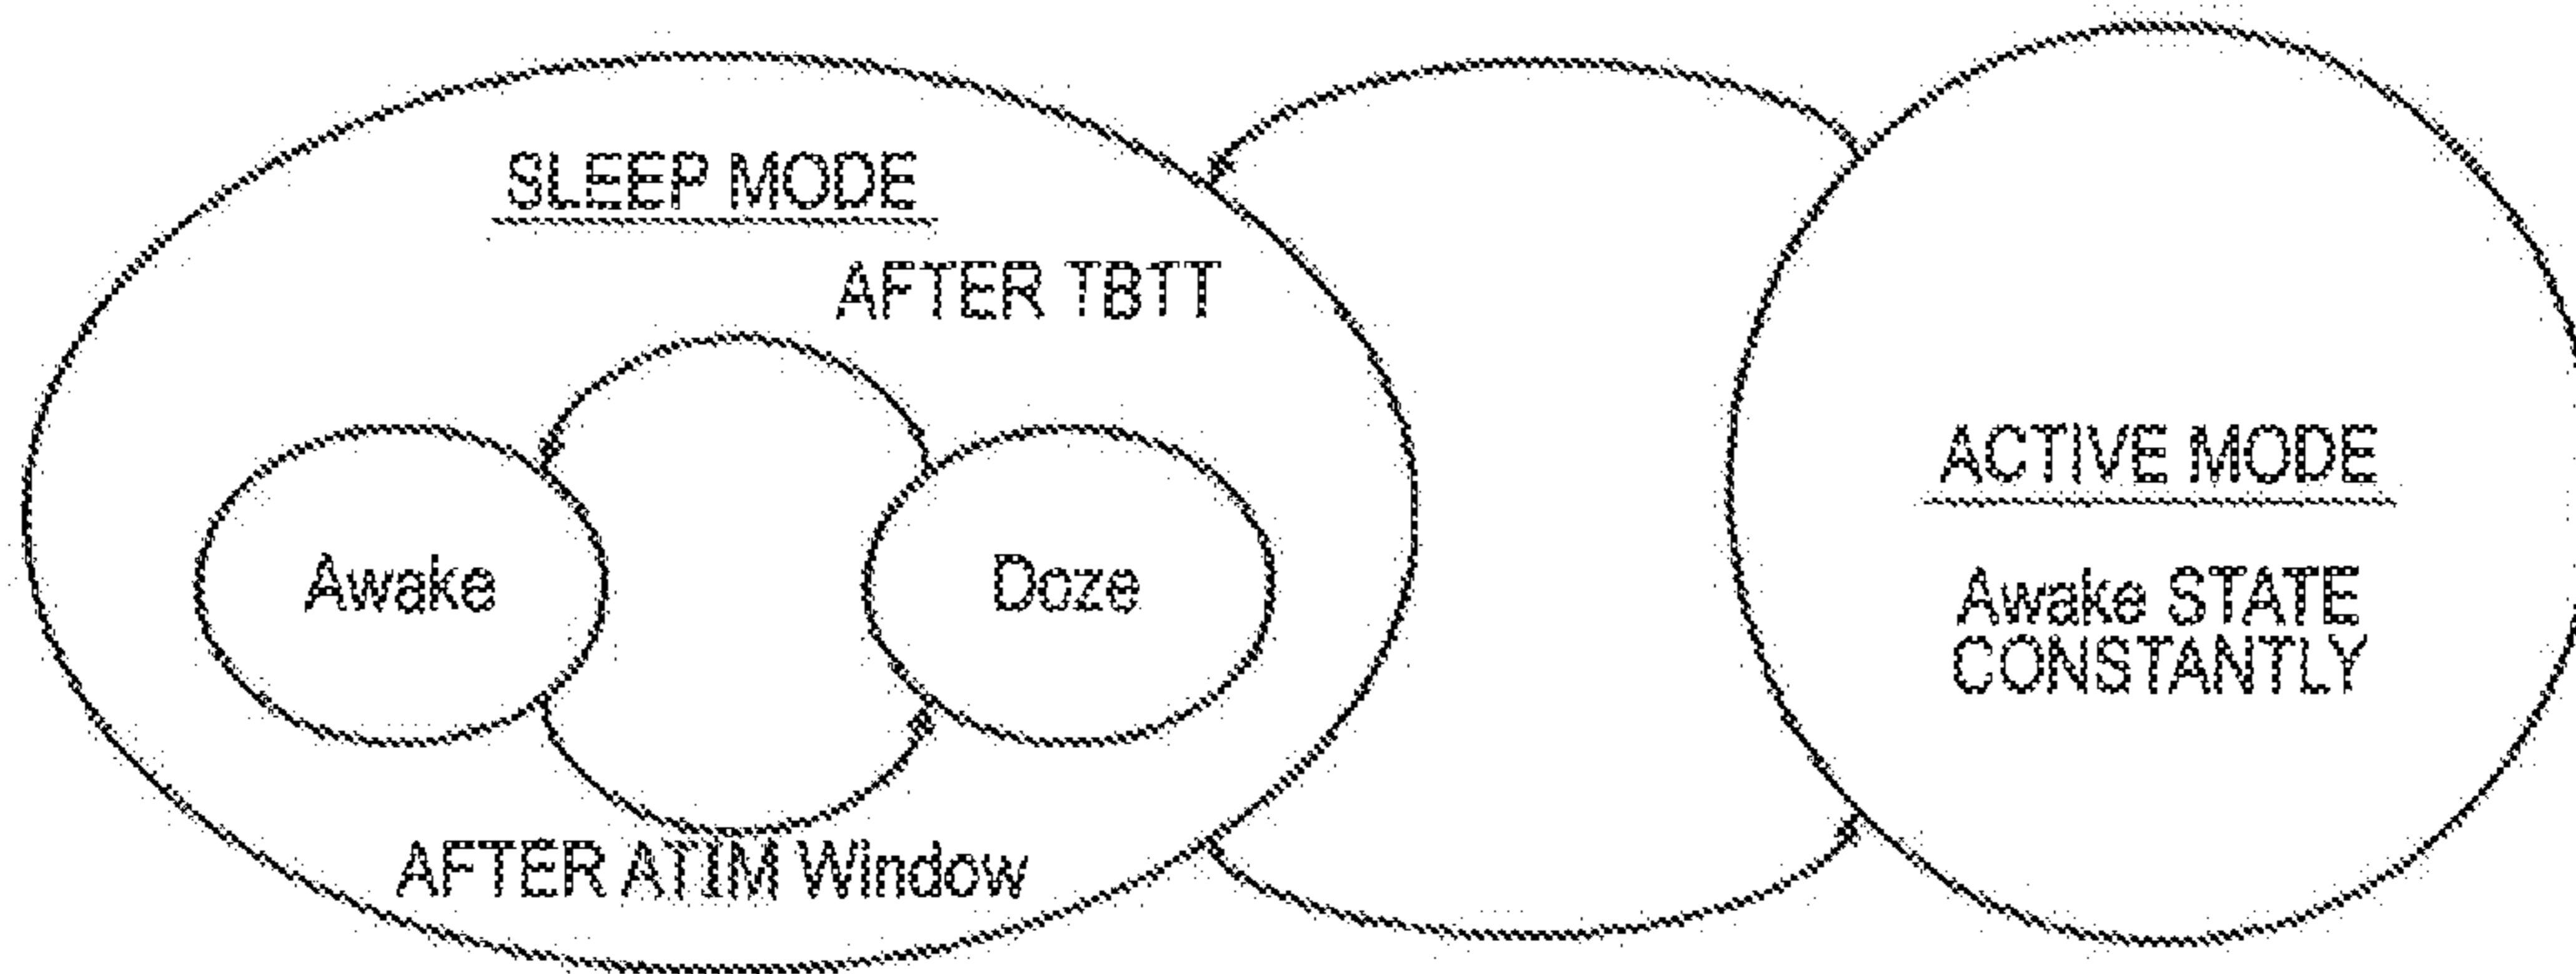 SLEEP MODE
AFTER TBTT
Awake
Doze
AFTER ATIM Window
ACTIVE MODE
Awake STATE
CONSTANTLY